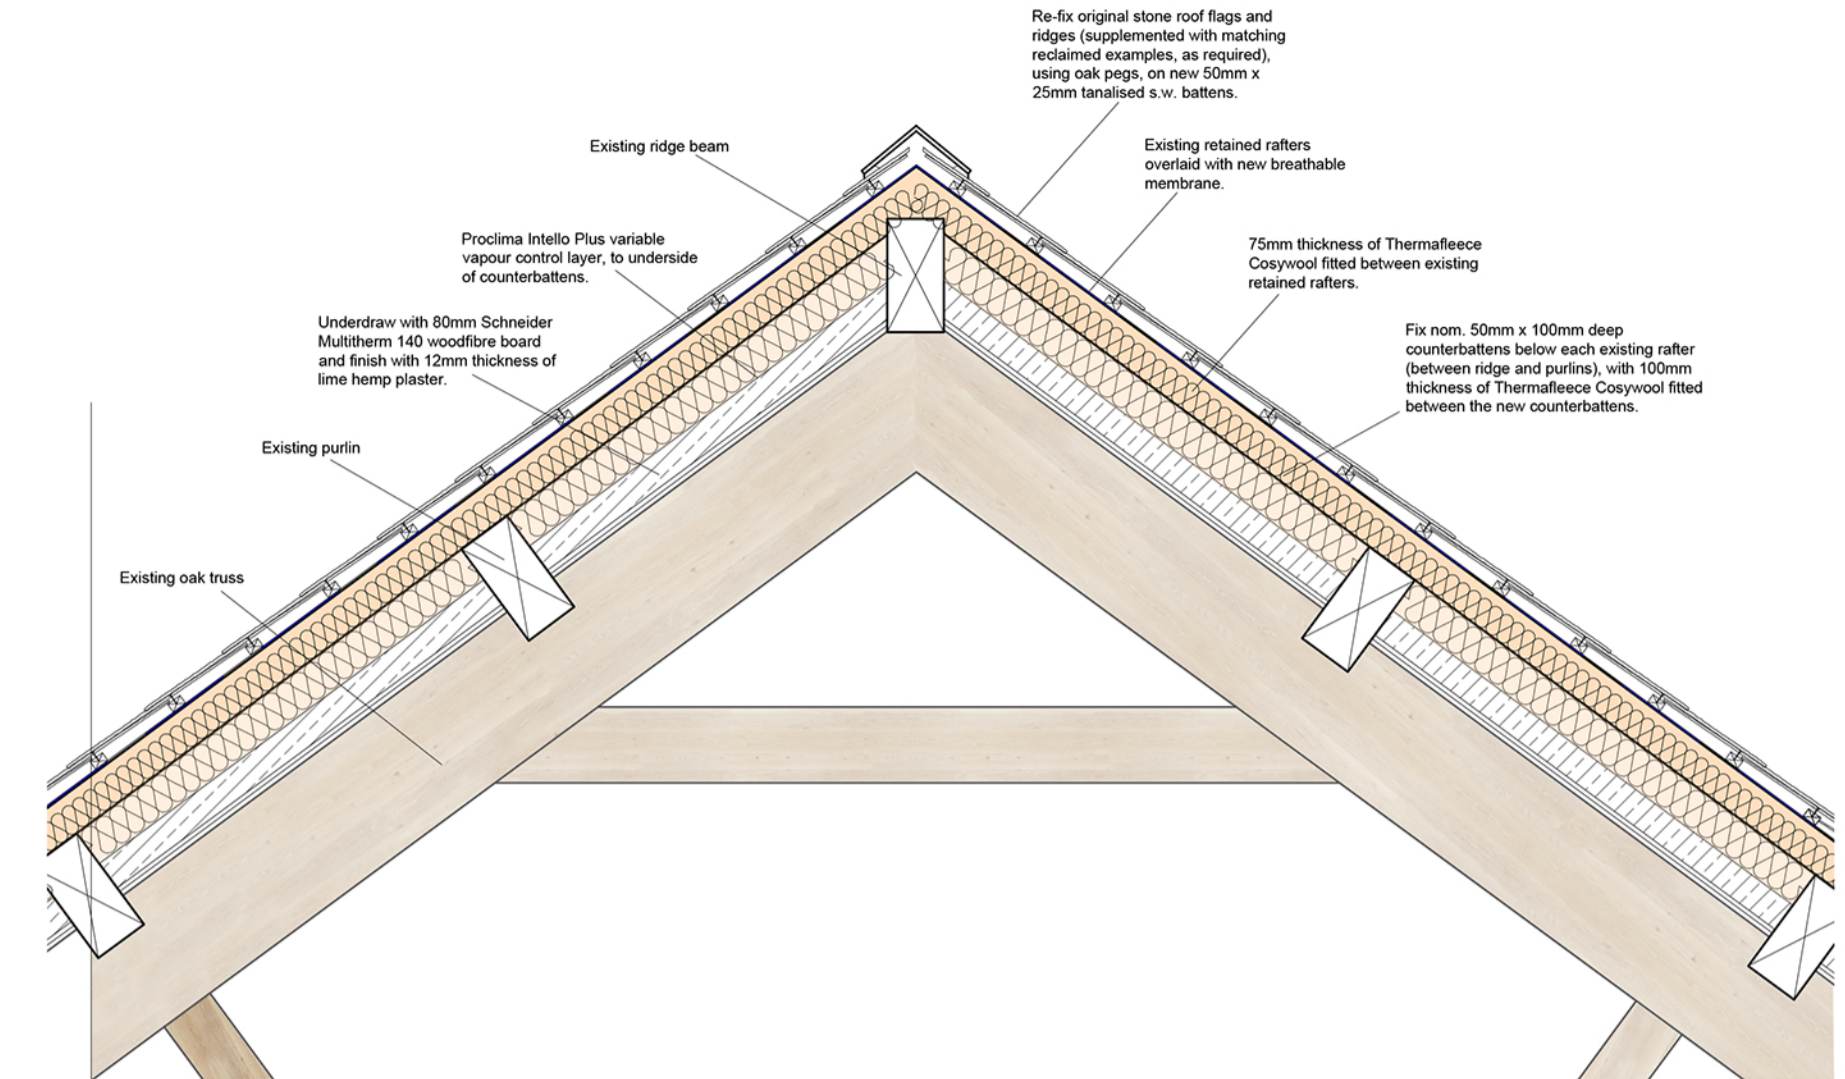 Re-fix original stone roof flags and
ridges (supplemented with matching
reclaimed examples, as required),
using oak pegs, on new 50mm x
25mm tanalised s.w. battens.
Existing ridge beam
Existing retained rafters
overlaid with new breathable
membrane.
Proclima Intello Plus variable
vapour control layer, to underside
of counterbattens.
75mm thickness of Thermafleece
Cosywool fitted between existing
retained rafters.
Underdraw with 80mm Schneider
Multitherm 140 woodfibre board
and finish with 12mm thickness of
lime hemp plaster.
Fix nom. 50mm x 100mm deep
counterbattens below each existing rafter
(between ridge and purlins), with 100mm
thickness of Thermafleece Cosywool fitted
between the new counterbattens.
Existing purlin
Existing oak truss